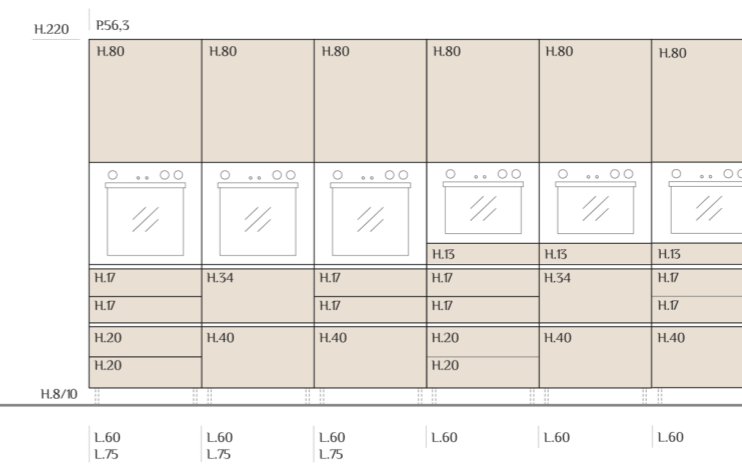 H.220 P.56,3
H.80 H.80 H.80 H.80 H.80 H.80
H.13 H.13 H.13
H.17 H.34 H.17 H.17 H.34 H.17
H.17 H.17 H.17 H.17
H.20 H.40 H.40 H.20 H.40 H.40
H.20 H.20
H.8/10
L.60 L.60 L.60 L.60 L.60 L.60
L.75 L.75 L.75